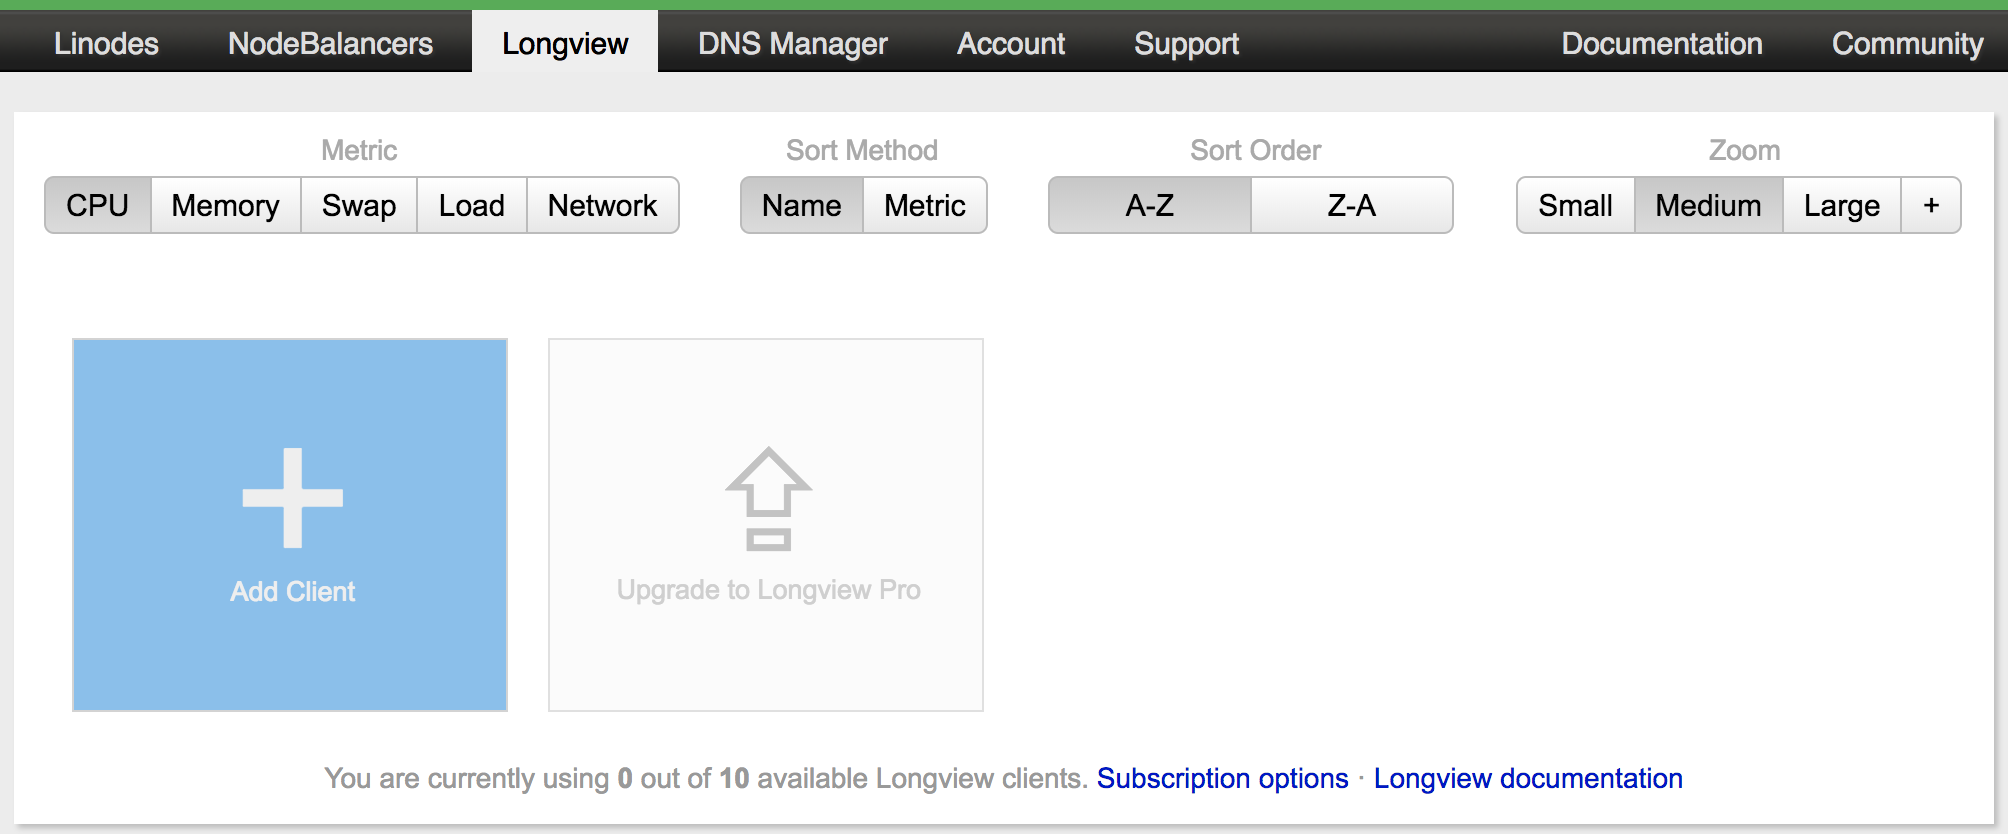 Linodes NodeBalancers Longview DNS Manager Account Support Documentation Community
Metric Sort Method Sort Order Zoom
CPU Memory Swap Load Network Name Metric A-Z Z-A Small Medium Large +
Add Client
Upgrade to Longview Pro
You are currently using 0 out of 10 available Longview clients. Subscription options · Longview documentation